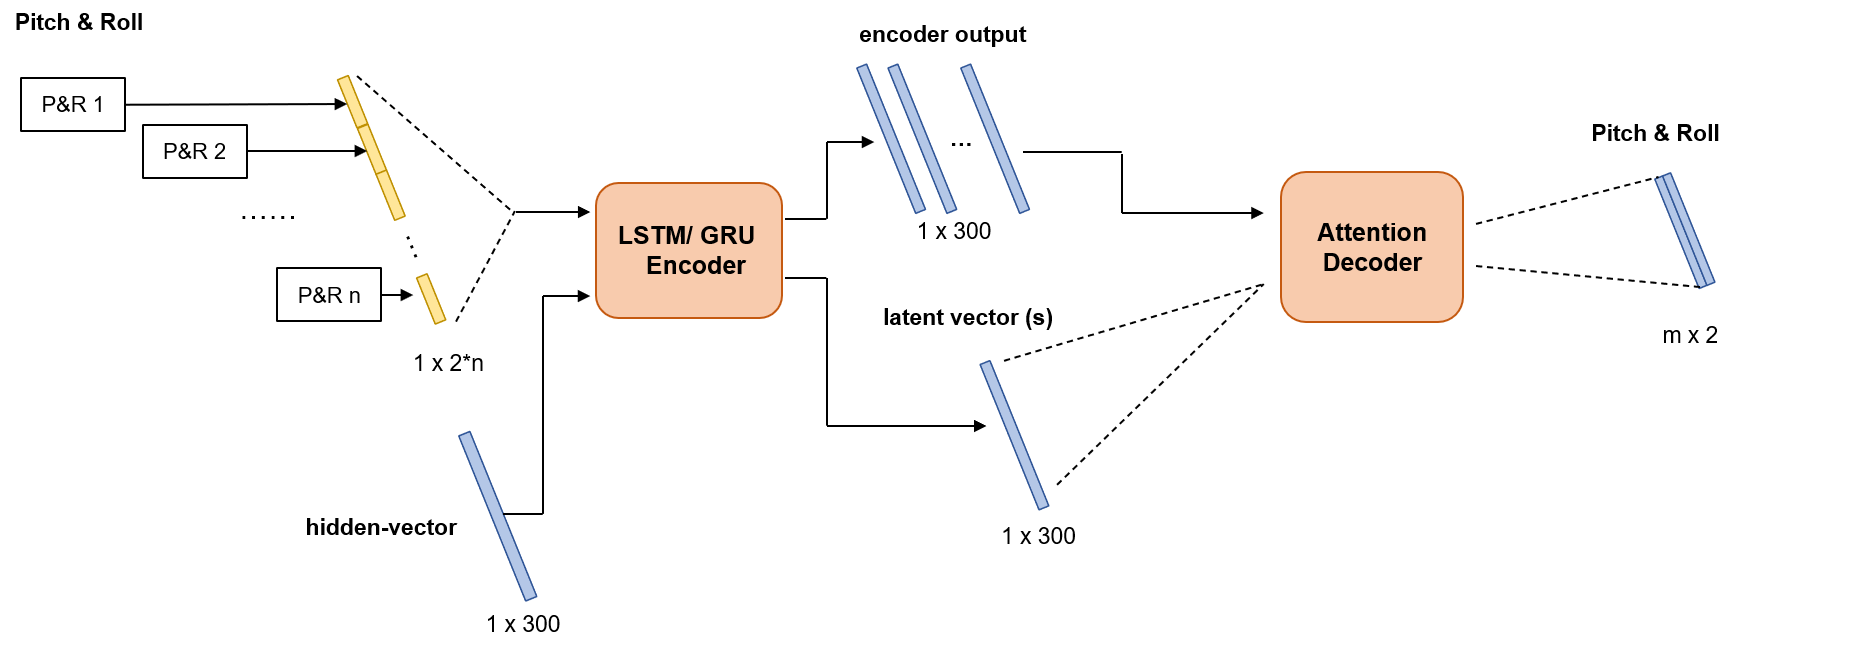 Pitch & Roll
P&R 1
P&R 2
......
P&R n
...
1 x 2*n
hidden-vector
1 x 300
LSTM/ GRU
Encoder
encoder output
...
1 x 300
latent vector (s)
1 x 300
Attention
Decoder
Pitch & Roll
m x 2